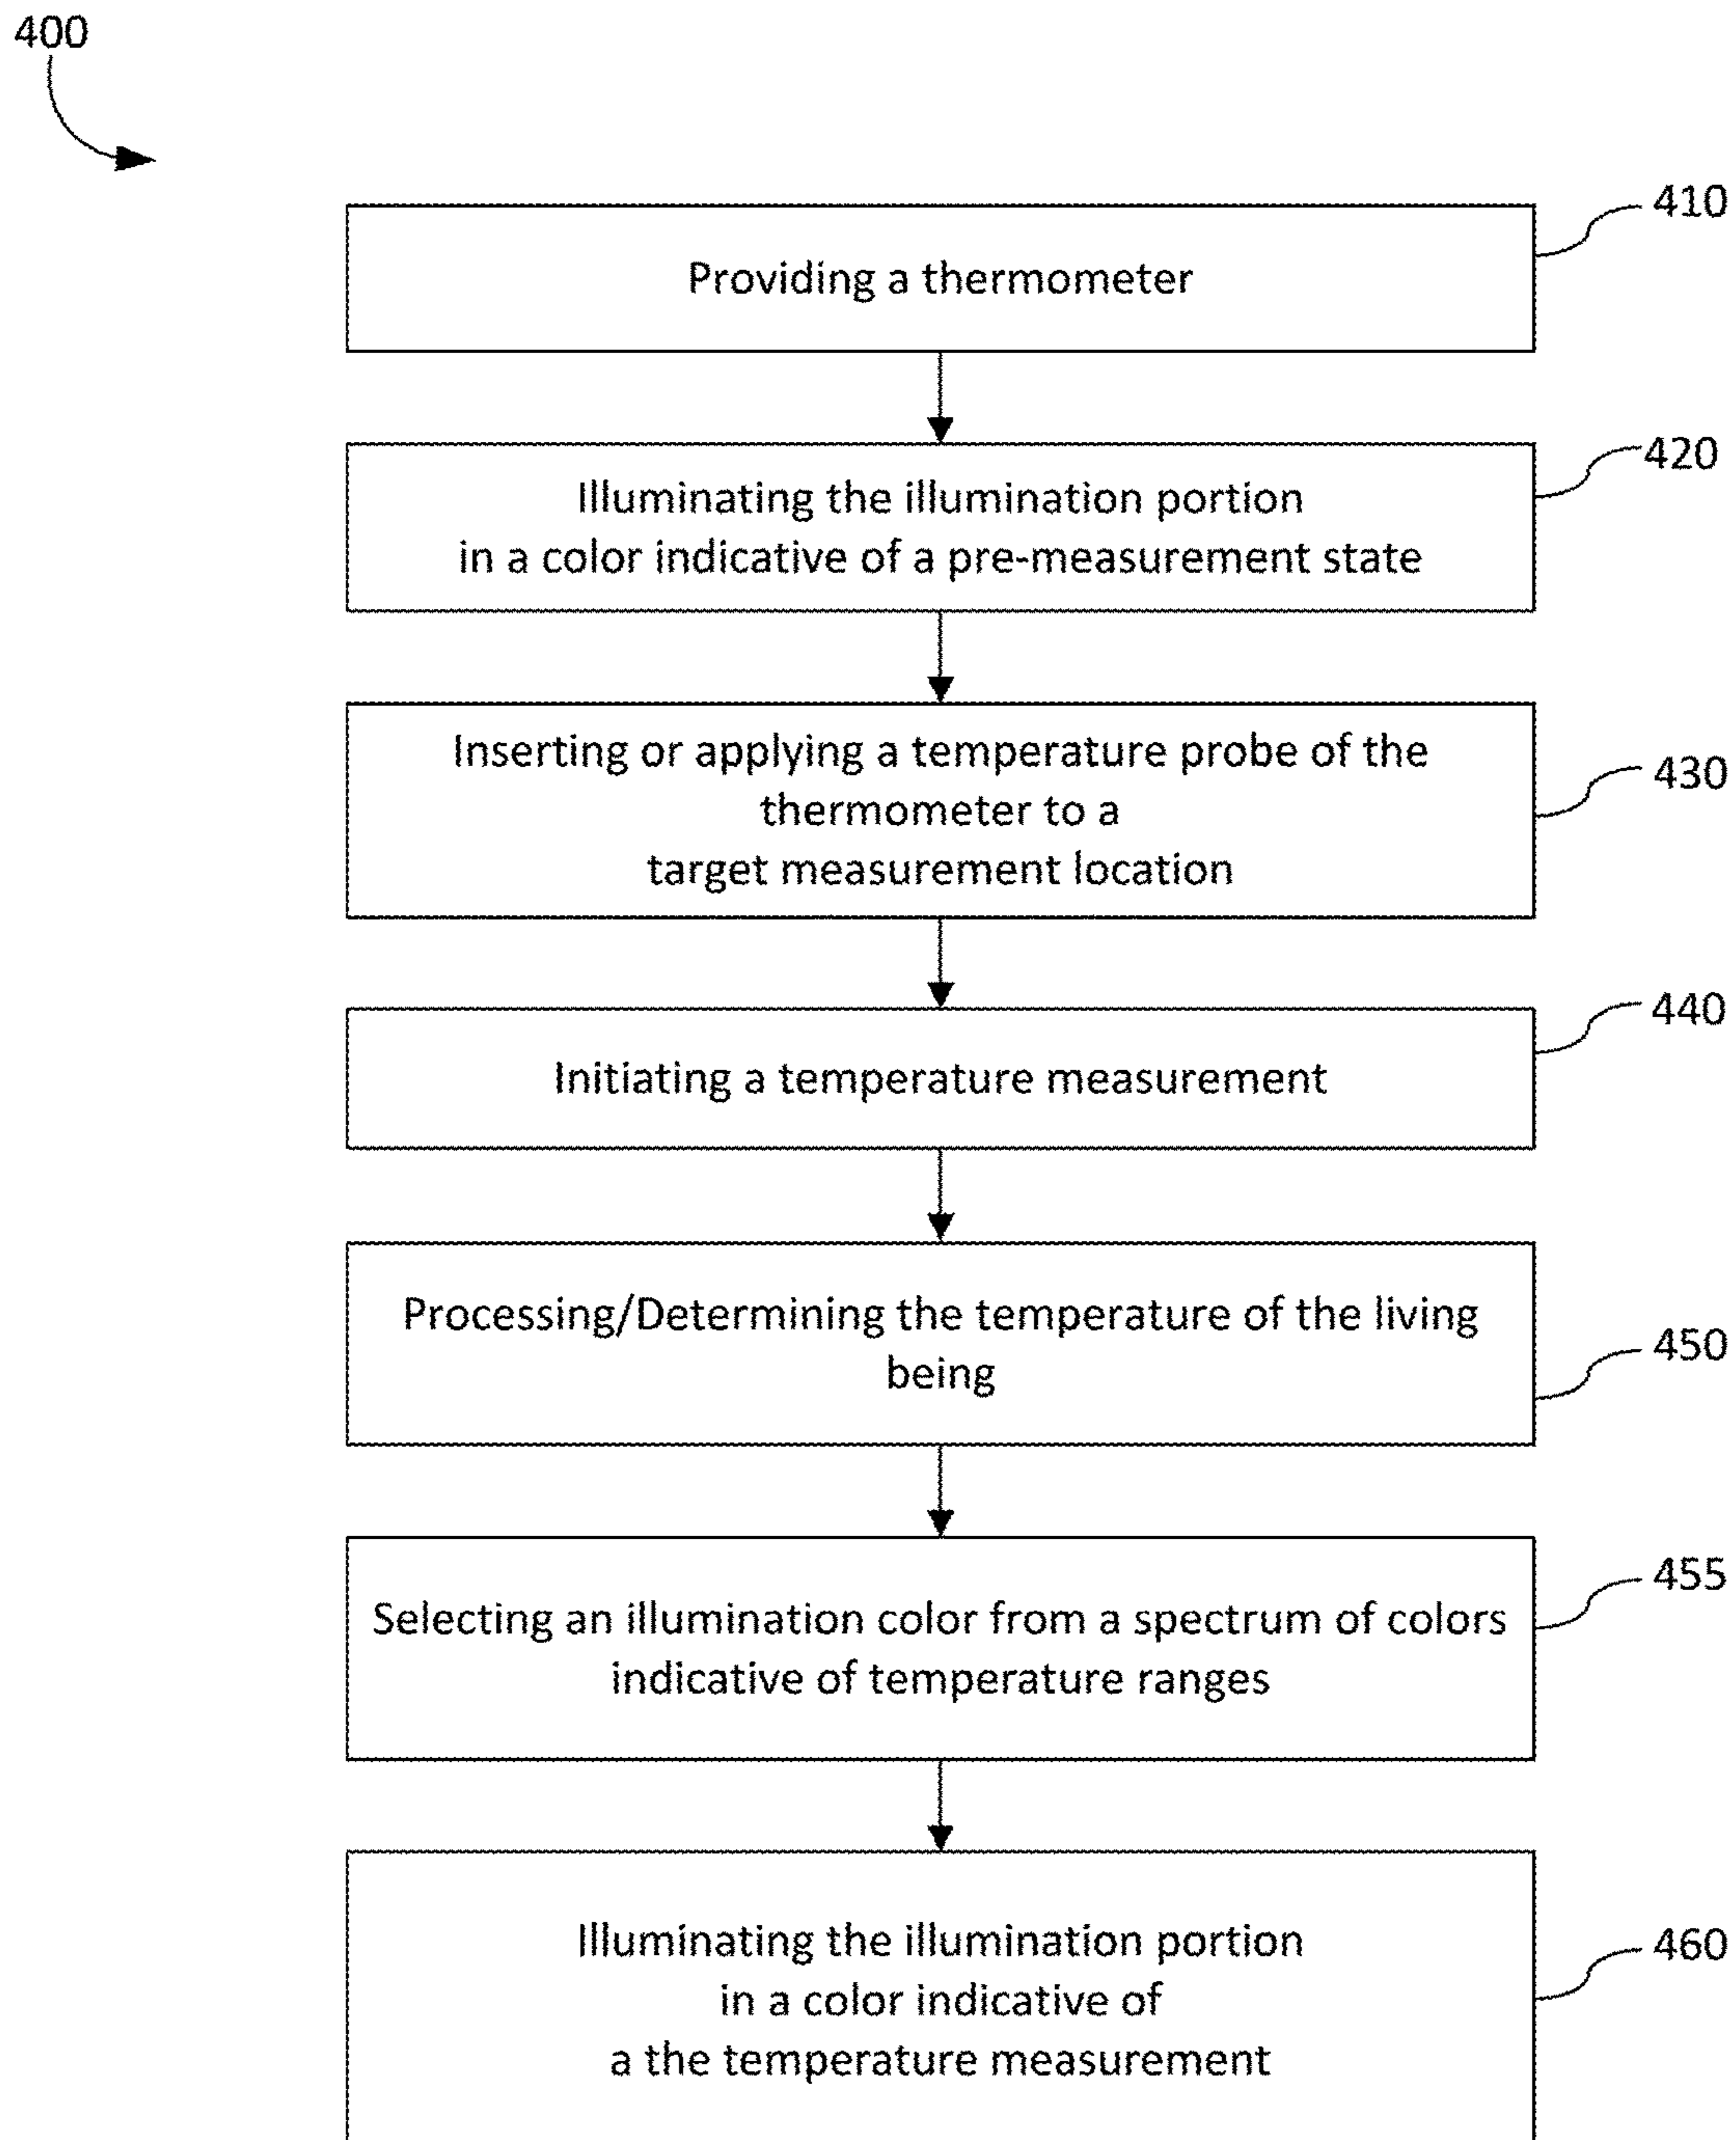 400
410
Providing a thermometer
420
Illuminating the illumination portion
in a color indicative of a pre-measurement state
Inserting or applying a temperature probe of the
thermometer to a
target measurement location
430
440
Initiating a temperature measurement
Processing/Determining the temperature of the living
being
450
455
Selecting an illumination color from a spectrum of colors
indicative of temperature ranges
Illuminating the illumination portion
in a color indicative of
a the temperature measurement
460